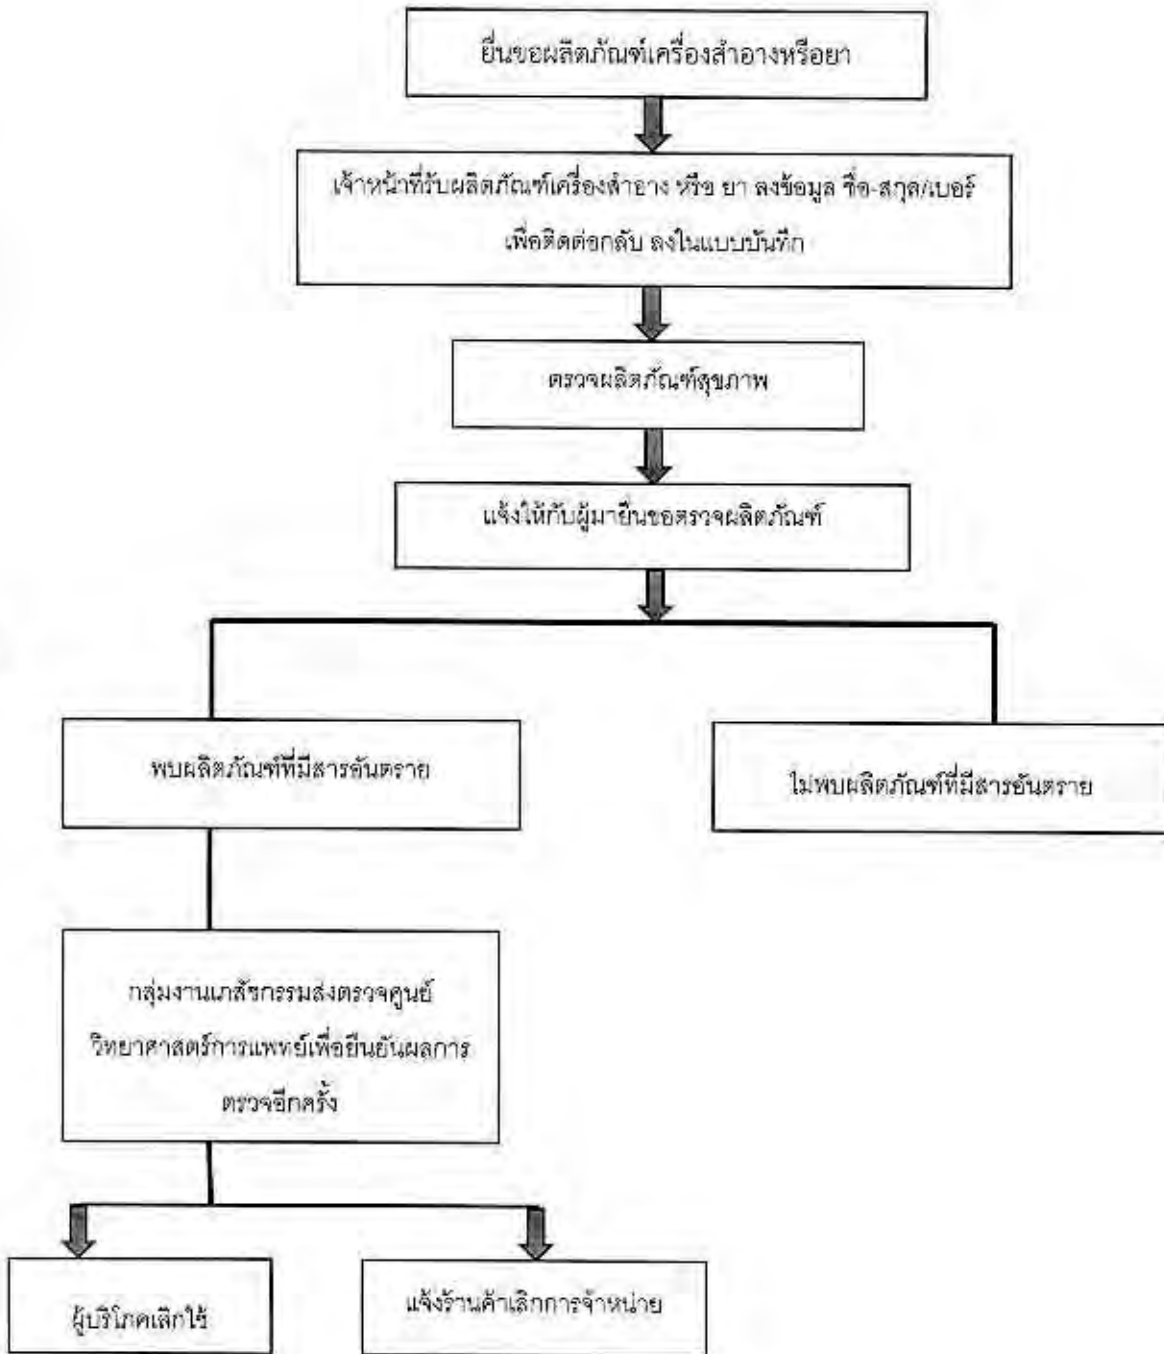 ยื่นขอผลิตภัณฑ์เครื่องสำอางหรือยา
เจ้าหน้าที่รับผลิตภัณฑ์เครื่องสำอาง หรือ ยา ลงข้อมูล ชื่อ-สกุล/เบอร์
เพื่อติดต่อกลับ ลงในแบบบันทึก
ตรวจผลิตภัณฑ์สุขภาพ
แจ้งให้กับผู้มายื่นขอตรวจผลิตภัณฑ์
พบผลิตภัณฑ์ที่มีสารอันตราย
ไม่พบผลิตภัณฑ์ที่มีสารอันตราย
กลุ่มงานเภสัชกรรมส่งตรวจศูนย์
วิทยาศาสตร์การแพทย์เพื่อยืนยันผลการ
ตรวจอีกครั้ง
ผู้บริโภคเลิกใช้
แจ้งร้านค้าเลิกการจำหน่าย